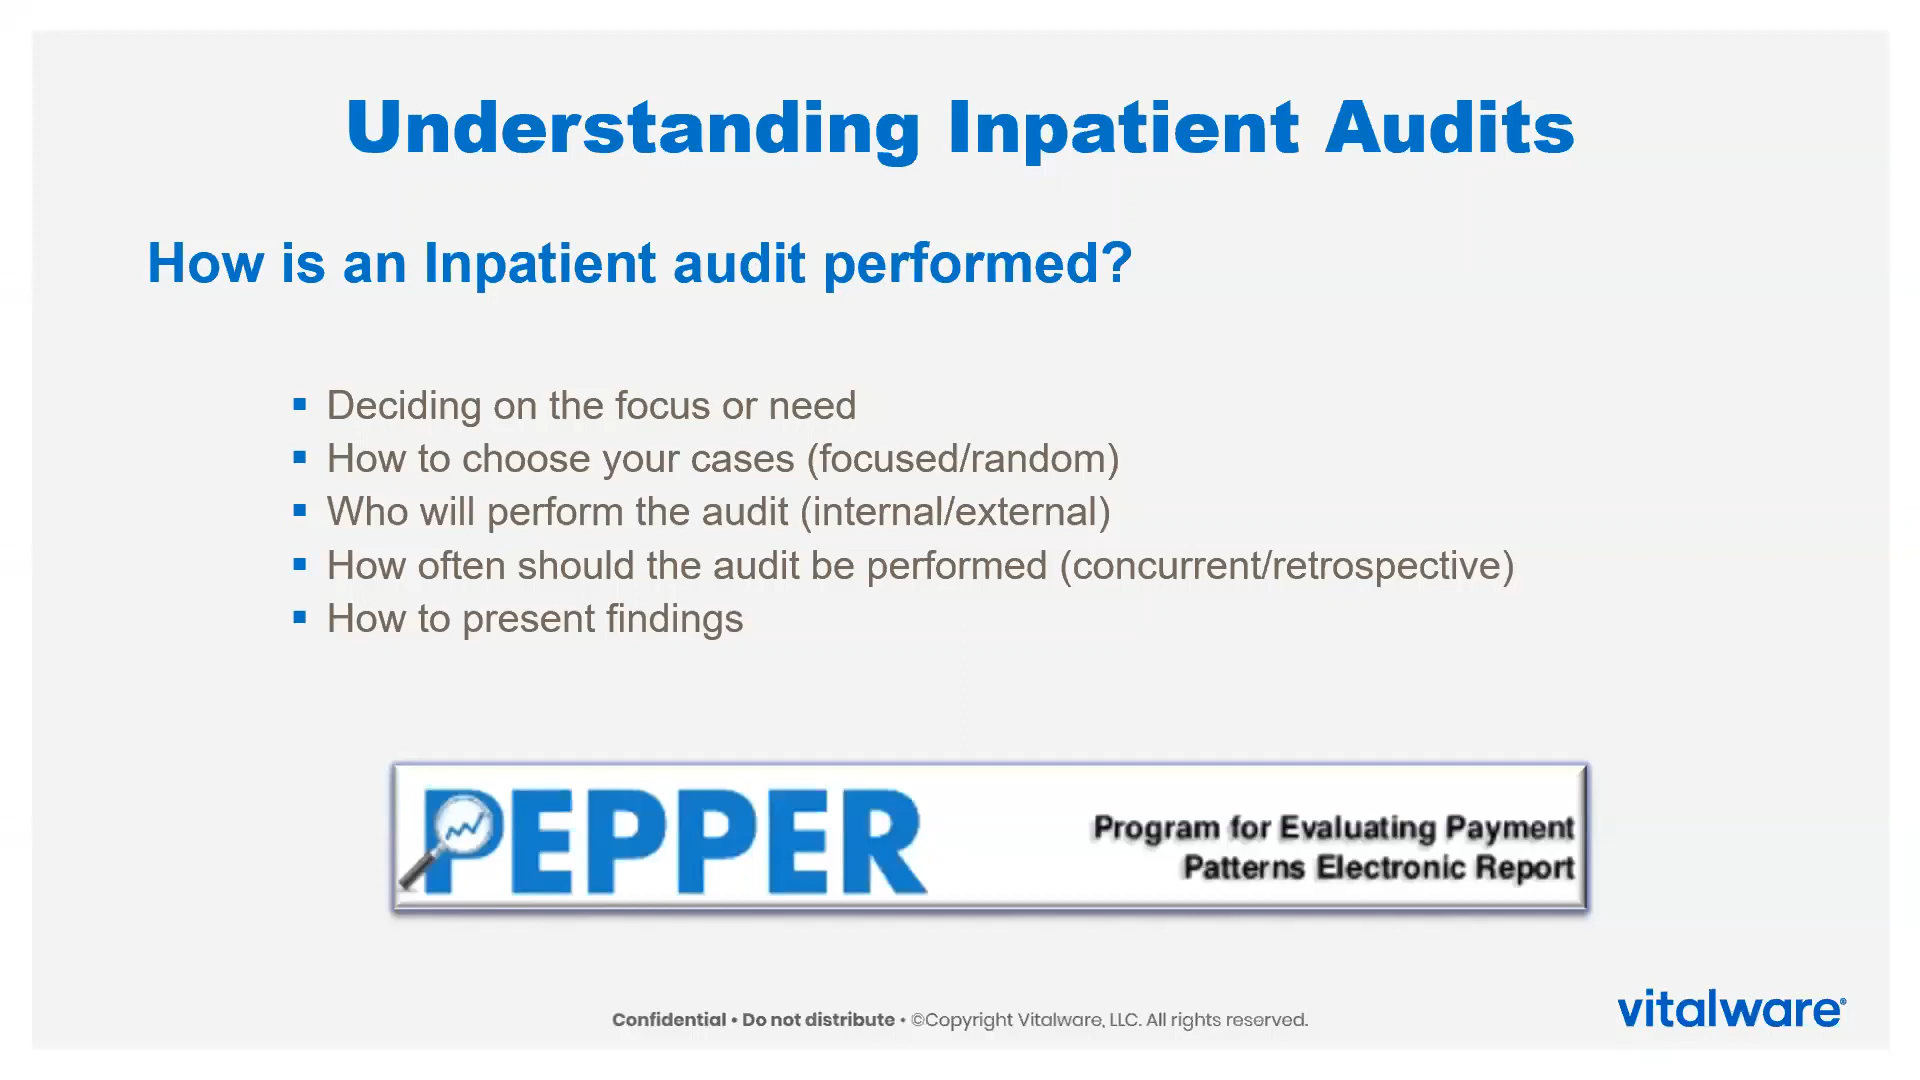 Understanding Inpatient Audits
How is an Inpatient audit performed?
▪ Deciding on the focus or need
▪ How to choose your cases (focused/random)
▪ Who will perform the audit (internal/external)
▪ How often should the audit be performed (concurrent/retrospective)
▪ How to present findings
PEPPER
Program for Evaluating Payment
Patterns Electronic Report
Confidential • Do not distribute • ©Copyright Vitalware, LLC. All rights reserved.
vitalware®